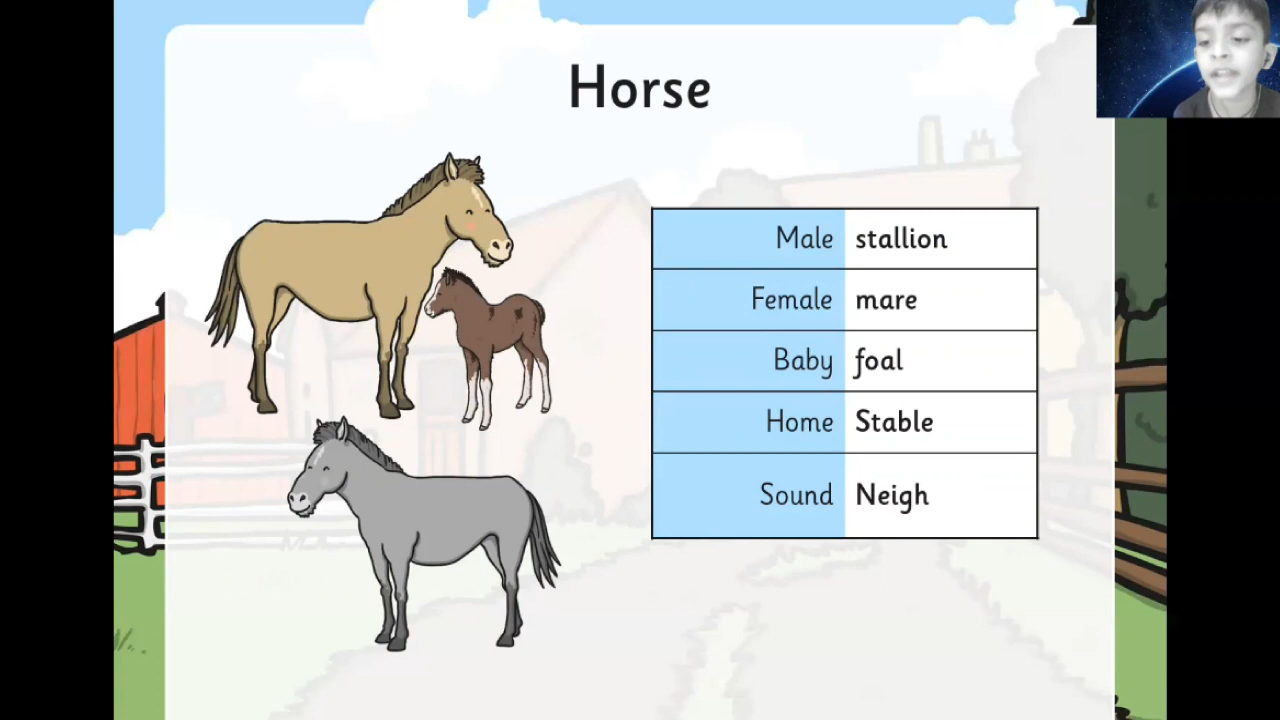 Horse
Male stallion
Female mare
Baby foal
Home Stable
Sound Neigh